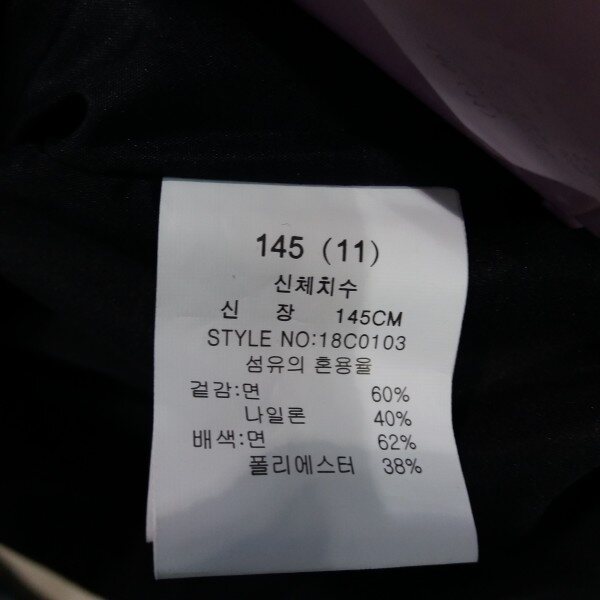 145 (11)
신체치수
신 장 145CM
STYLE NO:18C0103
섬유의 혼용율
겉감:면 60%
나일론 40%
배색:면 62%
폴리에스터 38%